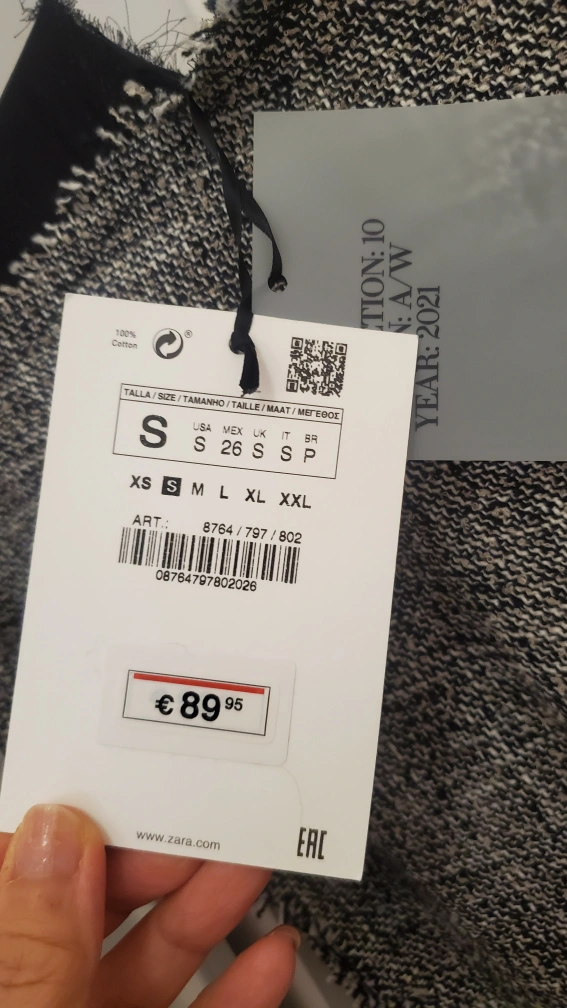 100%
Cotton
®
TALLA / SIZE / TAMANHO / TAILLE / MAAT / ΜΕΓΕΘΟΣ
S
USA MEX UK IT BR
S 26 S S P
XS S M L XL XXL
ART.: 8764 / 797 / 802
08764797802026
€ 89 95
www.zara.com
EAC
10
A/W
YEAR: 2021